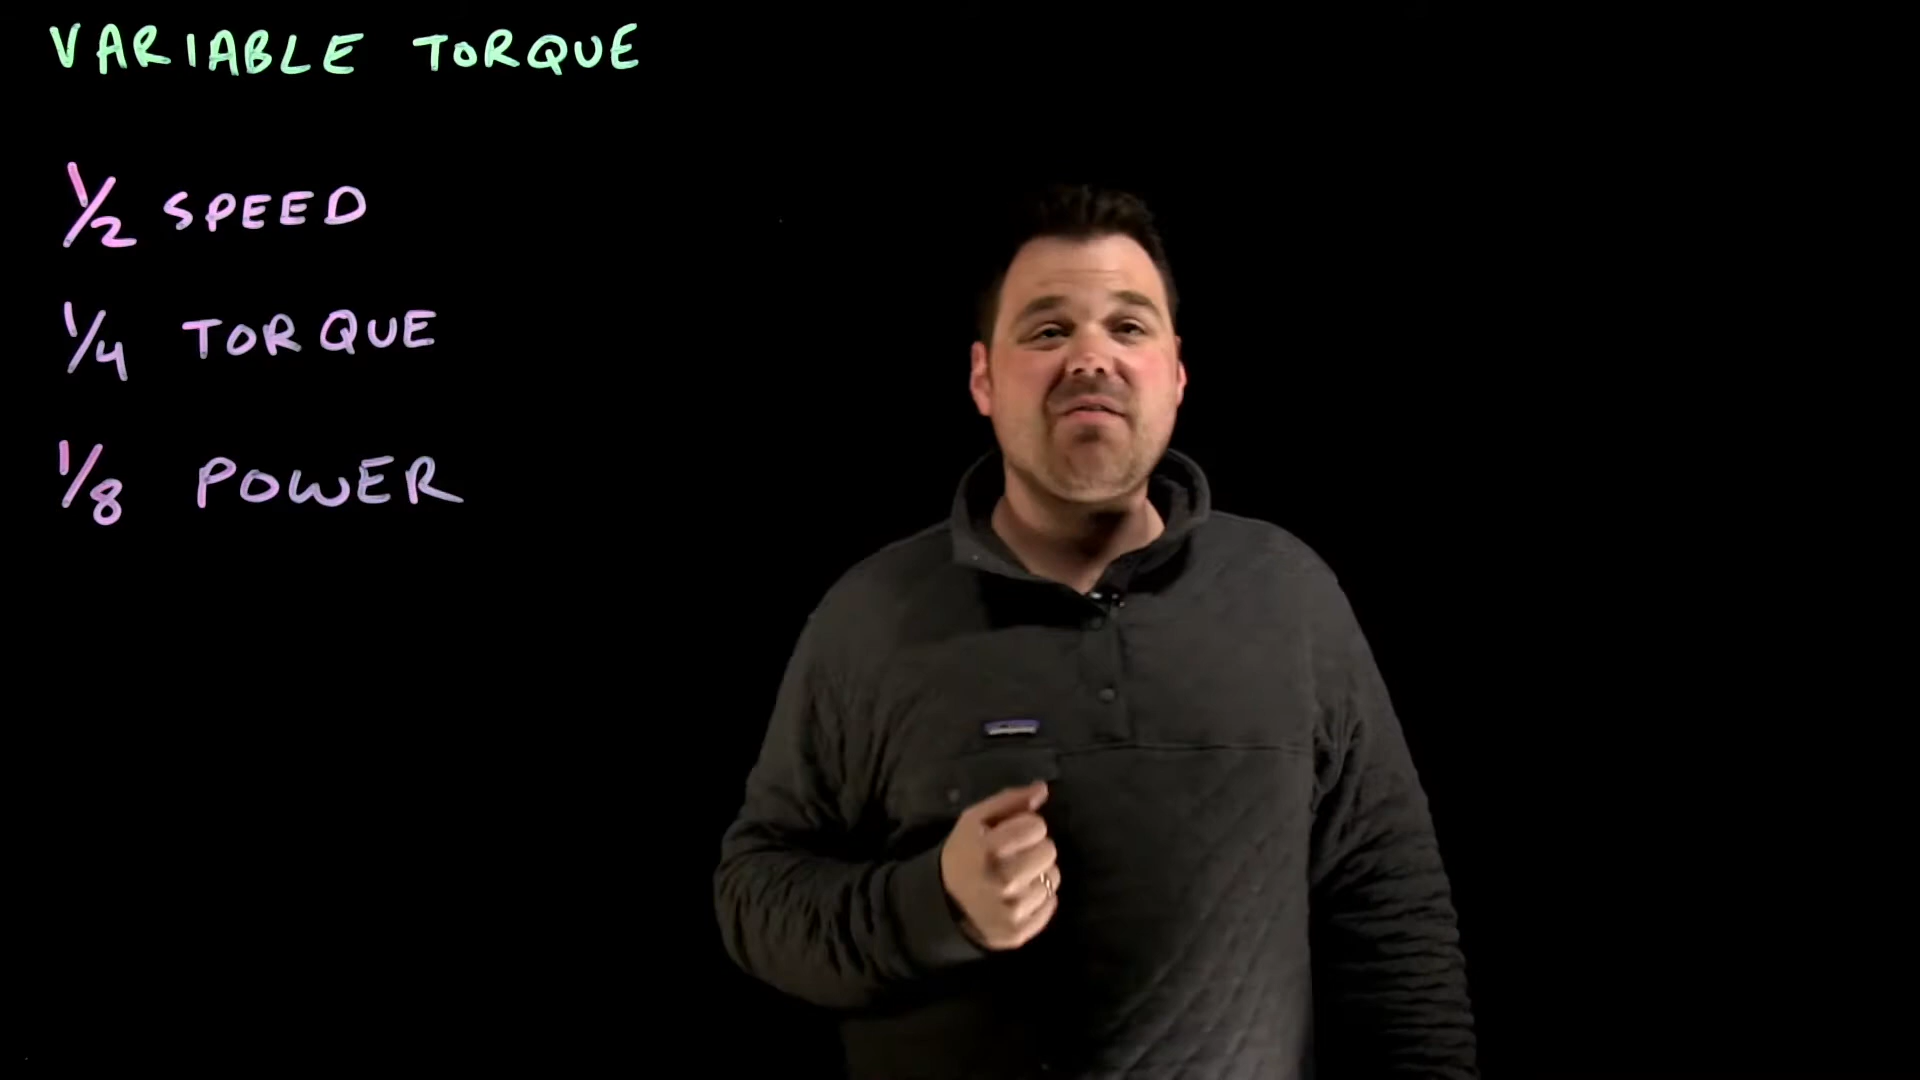 VARIABLE TORQUE
1/2 SPEED
1/4 TORQUE
1/8 POWER